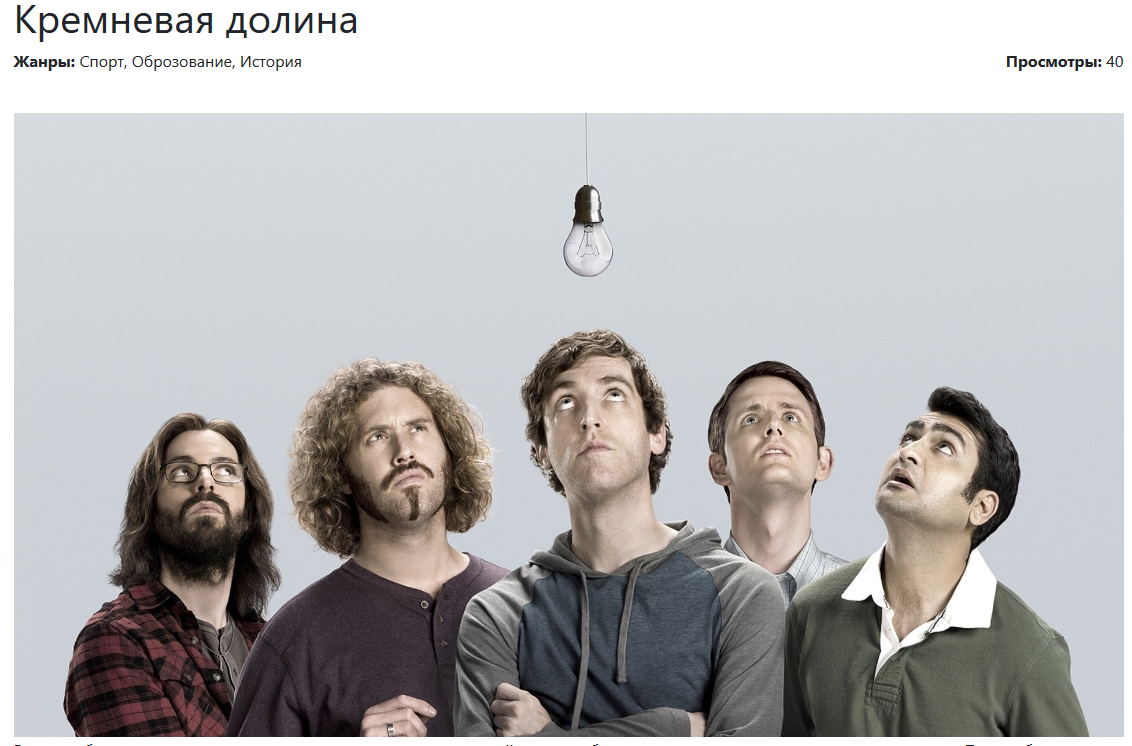 Кремневая долина
Жанры: Спорт, Оброзование, История
Просмотры: 40